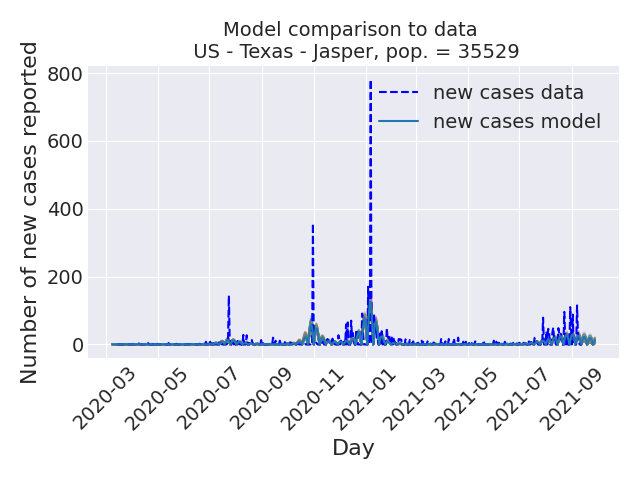 Model comparison to data
US - Texas - Jasper, pop. = 35529
Number of new cases reported
800
600
400
200
0
new cases data
new cases model
2020-03
2020-05
2020-07
2020-09
2020-11
2021-01
2021-03
2021-05
2021-07
2021-09
Day